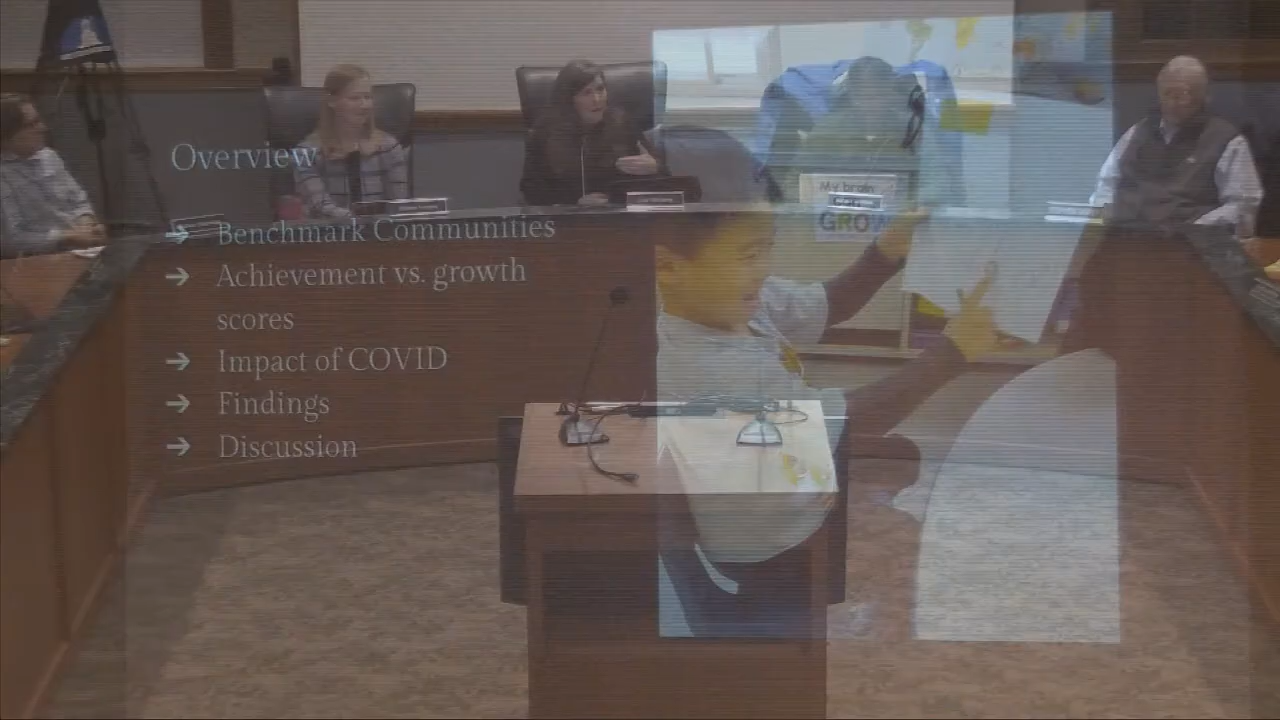 Overview
→ Benchmark Communities
→ Achievement vs. growth
scores
→ Impact of COVID
→ Findings
→ Discussion
My brain
GROW